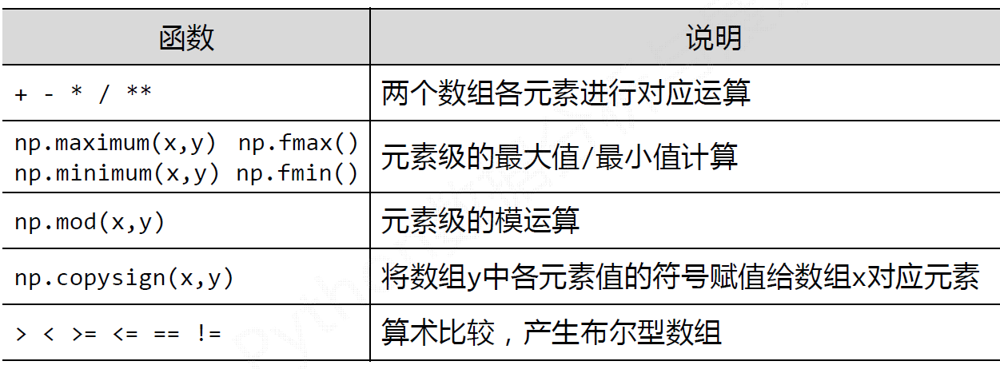 函数 说明
+ - * / ** 两个数组各元素进行对应运算
np.maximum(x,y) np.fmax()
np.minimum(x,y) np.fmin()
元素级的最大值/最小值计算
np.mod(x,y) 元素级的模运算
np.copysign(x,y) 将数组y中各元素值的符号赋值给数组x对应元素
> < >= <= == != 算术比较，产生布尔型数组